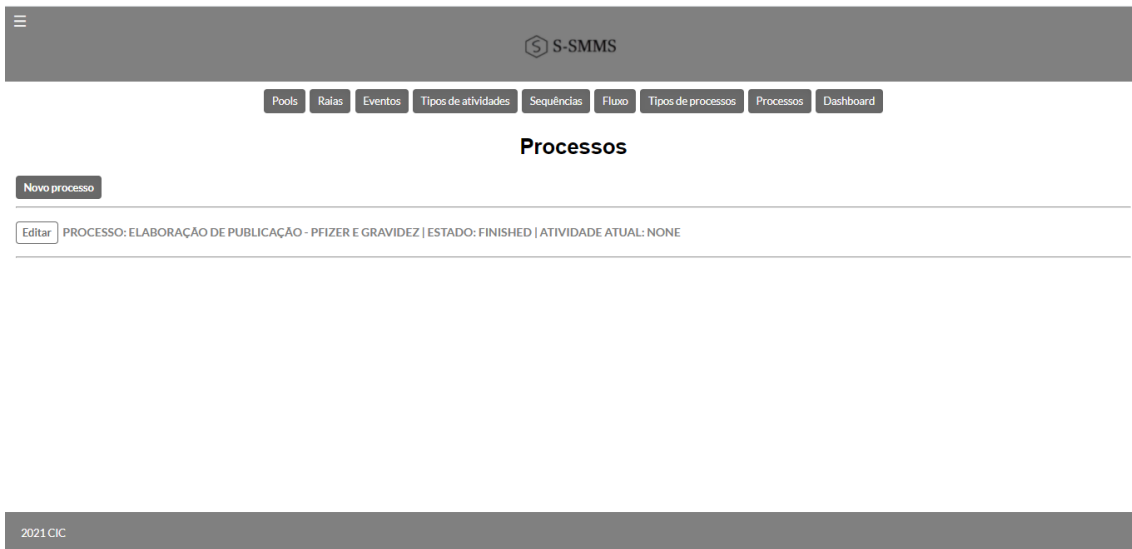 ☰
S-SMMS
Pools Raias Eventos Tipos de atividades Sequências Fluxo Tipos de processos Processos Dashboard
Processos
Novo processo
Editar PROCESSO: ELABORAÇÃO DE PUBLICAÇÃO - PFIZER E GRAVIDEZ | ESTADO: FINISHED | ATIVIDADE ATUAL: NONE
2021 CIC